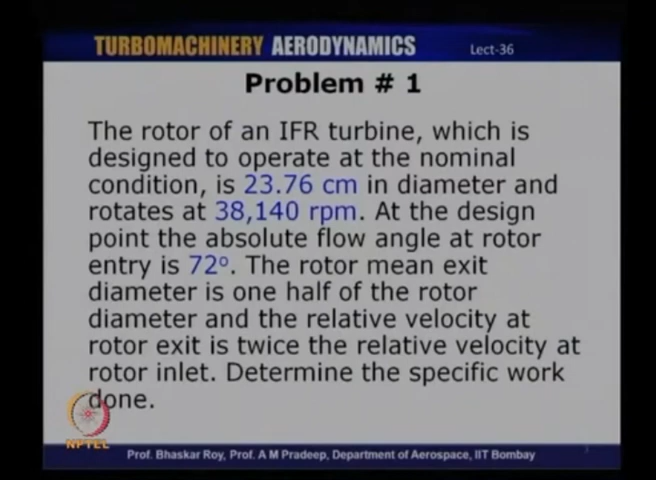 TURBOMACHINERY AERODYNAMICS Lect-36
Problem # 1
The rotor of an IFR turbine, which is
designed to operate at the nominal
condition, is 23.76 cm in diameter and
rotates at 38,140 rpm. At the design
point the absolute flow angle at rotor
entry is 72°. The rotor mean exit
diameter is one half of the rotor
diameter and the relative velocity at
rotor exit is twice the relative velocity at
rotor inlet. Determine the specific work
done.
NPTEL
Prof. Bhaskar Roy, Prof. A M Pradeep, Department of Aerospace, IIT Bombay